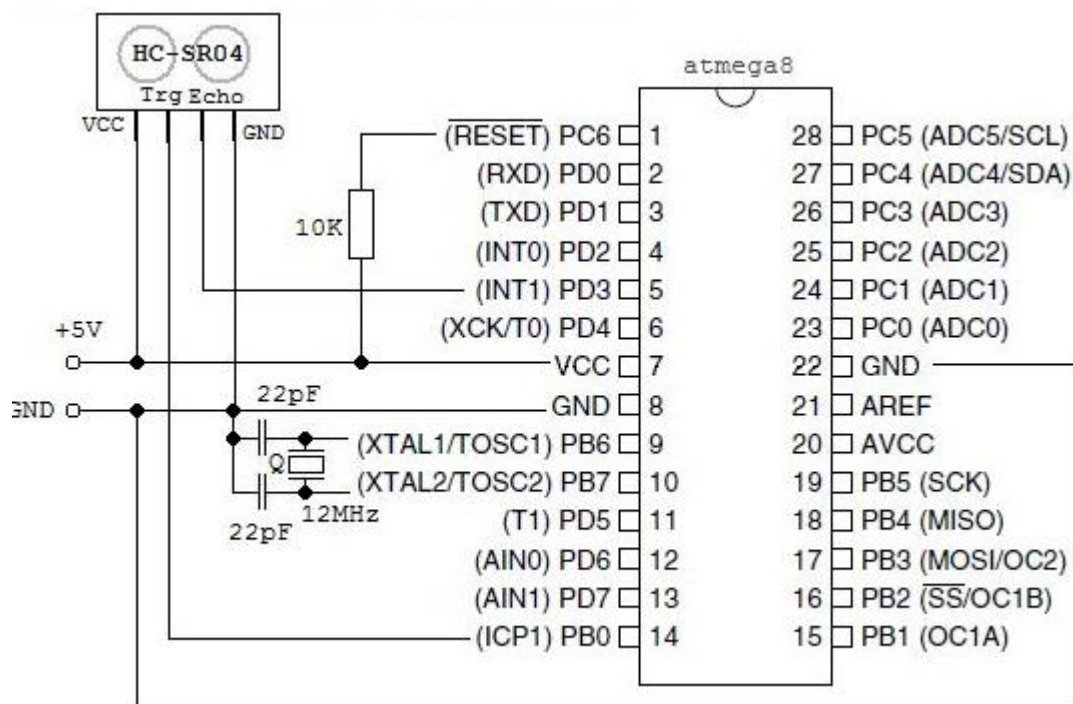 HC-SR04
Trg Echo
VCC
GND
atmega8
(RESET) PC6 1
(RXD) PD0 2
(TXD) PD1 3
(INT0) PD2 4
(INT1) PD3 5
(XCK/T0) PD4 6
VCC 7
GND 8
(XTAL1/TOSC1) PB6 9
(XTAL2/TOSC2) PB7 10
(T1) PD5 11
(AIN0) PD6 12
(AIN1) PD7 13
(ICP1) PB0 14
28 PC5 (ADC5/SCL)
27 PC4 (ADC4/SDA)
26 PC3 (ADC3)
25 PC2 (ADC2)
24 PC1 (ADC1)
23 PC0 (ADC0)
22 GND
21 AREF
20 AVCC
19 PB5 (SCK)
18 PB4 (MISO)
17 PB3 (MOSI/OC2)
16 PB2 (SS/OC1B)
15 PB1 (OC1A)
10K
+5V
GND
22pF
Q
12MHz
22pF